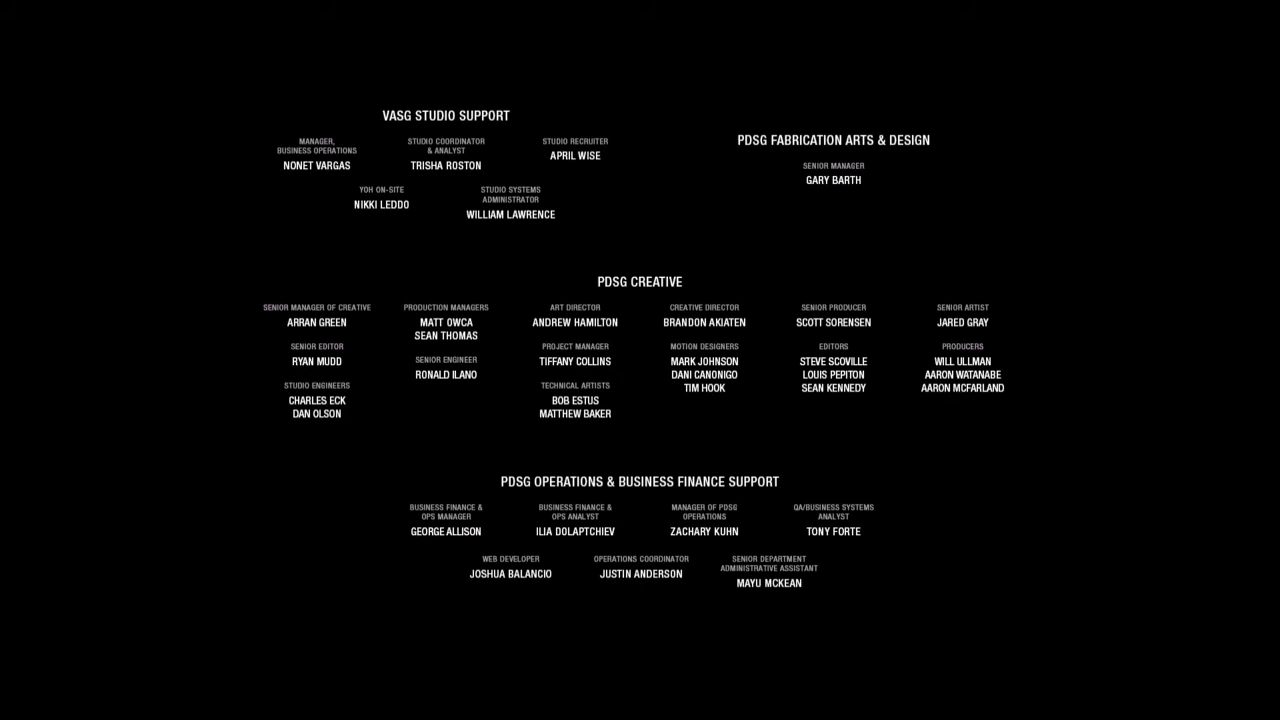 VASG STUDIO SUPPORT
MANAGER,
BUSINESS OPERATIONS
NONET VARGAS
STUDIO COORDINATOR
& ANALYST
TRISHA ROSTON
STUDIO RECRUITER
APRIL WISE
YOH ON-SITE
NIKKI LEDDO
STUDIO SYSTEMS
ADMINISTRATOR
WILLIAM LAWRENCE
PDSG FABRICATION ARTS & DESIGN
SENIOR MANAGER
GARY BARTH
PDSG CREATIVE
SENIOR MANAGER OF CREATIVE
ARRAN GREEN
SENIOR EDITOR
RYAN MUDD
STUDIO ENGINEERS
CHARLES ECK
DAN OLSON
PRODUCTION MANAGERS
MATT OWCA
SEAN THOMAS
SENIOR ENGINEER
RONALD ILANO
ART DIRECTOR
ANDREW HAMILTON
PROJECT MANAGER
TIFFANY COLLINS
TECHNICAL ARTISTS
BOB ESTUS
MATTHEW BAKER
CREATIVE DIRECTOR
BRANDON AKIATEN
MOTION DESIGNERS
MARK JOHNSON
DANI CANONIGO
TIM HOOK
SENIOR PRODUCER
SCOTT SORENSEN
EDITORS
STEVE SCOVILLE
LOUIS PEPITON
SEAN KENNEDY
SENIOR ARTIST
JARED GRAY
PRODUCERS
WILL ULLMAN
AARON WATANABE
AARON MCFARLAND
PDSG OPERATIONS & BUSINESS FINANCE SUPPORT
BUSINESS FINANCE &
OPS MANAGER
GEORGE ALLISON
BUSINESS FINANCE &
OPS ANALYST
ILIA DOLAPTCHIEV
MANAGER OF PDSG
OPERATIONS
ZACHARY KUHN
QA/BUSINESS SYSTEMS
ANALYST
TONY FORTE
WEB DEVELOPER
JOSHUA BALANCIO
OPERATIONS COORDINATOR
JUSTIN ANDERSON
SENIOR DEPARTMENT
ADMINISTRATIVE ASSISTANT
MAYU MCKEAN